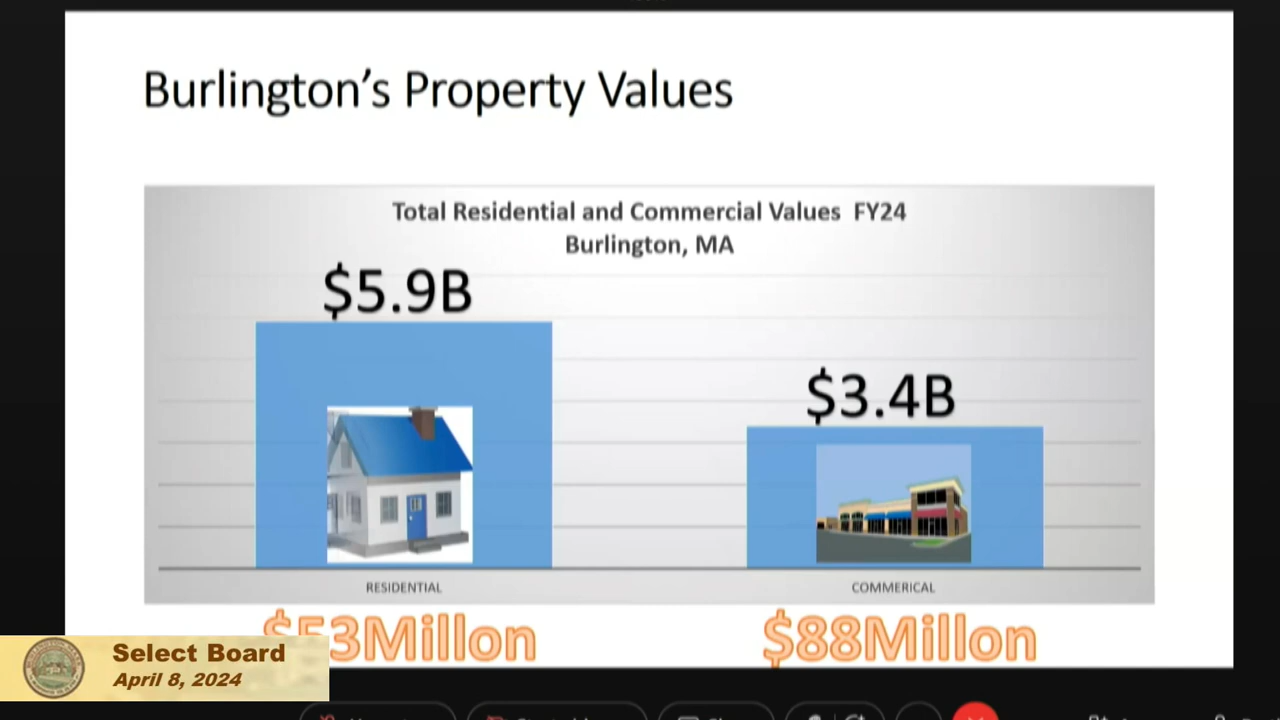 Burlington's Property Values
Total Residential and Commercial Values FY24
Burlington, MA
$5.9B
$3.4B
RESIDENTIAL
COMMERICAL
$53Millon
$88Millon
Select Board
April 8, 2024